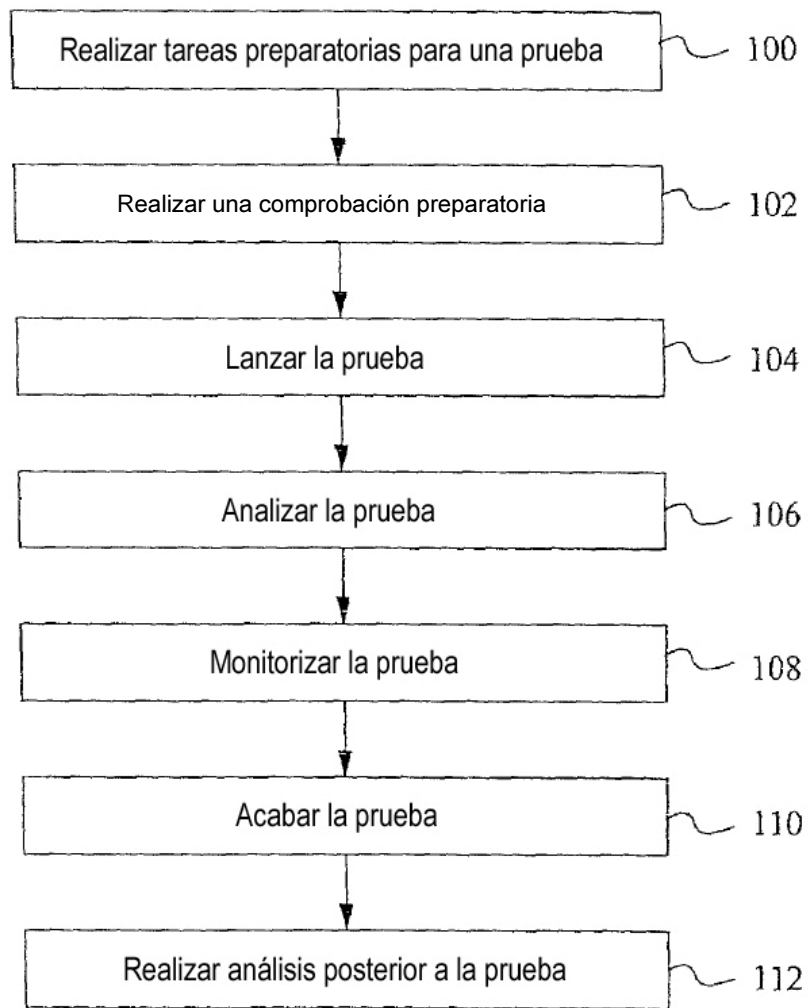 Realizar tareas preparatorias para una prueba 100
Realizar una comprobación preparatoria 102
Lanzar la prueba 104
Analizar la prueba 106
Monitorizar la prueba 108
Acabar la prueba 110
Realizar análisis posterior a la prueba 112